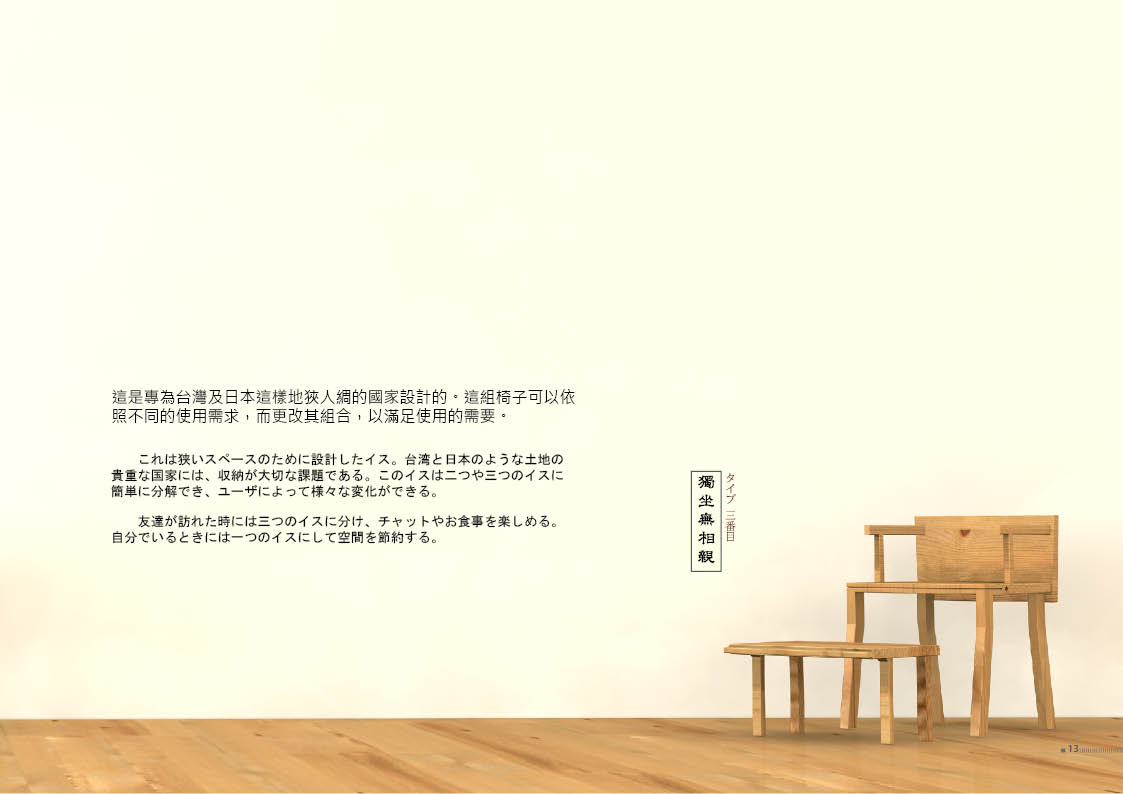 這是專為台灣及日本這樣地狹人綢的國家設計的。這組椅子可以依
照不同的使用需求，而更改其組合，以滿足使用的需要。
これは狭いスペースのために設計したイス。台湾と日本のような土地の
貴重な国家には、収納が大切な課題である。このイスは二つや三つのイスに
簡単に分解でき、ユーザによって様々な変化ができる。
友達が訪れた時には三つのイスに分け、チャットやお食事を楽しめる。
自分でいるときには一つのイスにして空間を節約する。
タイプ 三番目
獨坐無相親
13